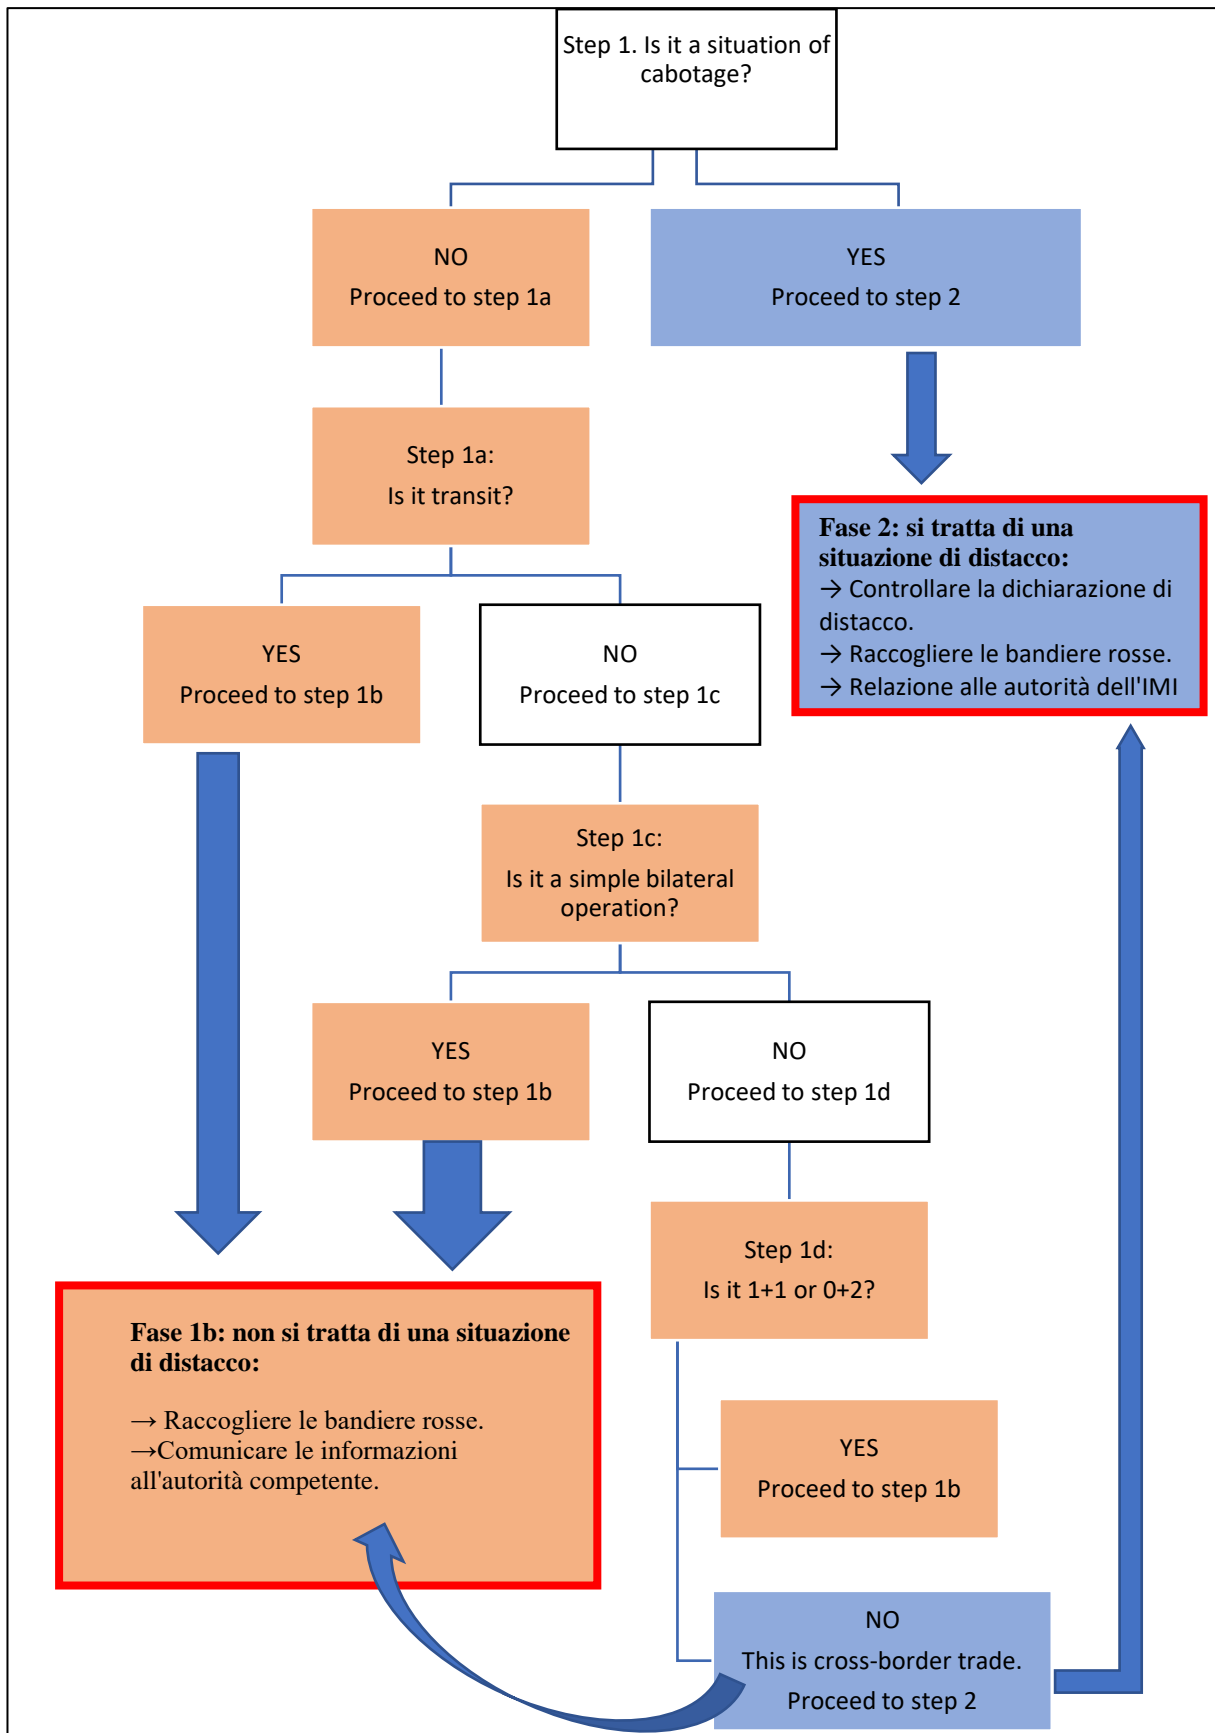 Step 1. Is it a situation of
cabotage?
NO
Proceed to step 1a
YES
Proceed to step 2
Step 1a:
Is it transit?
Fase 2: si tratta di una
situazione di distacco:
→ Controllare la dichiarazione di
distacco.
→ Raccogliere le bandiere rosse.
→ Relazione alle autorità dell'IMI
YES
Proceed to step 1b
NO
Proceed to step 1c
Step 1c:
Is it a simple bilateral
operation?
YES
Proceed to step 1b
NO
Proceed to step 1d
Step 1d:
Is it 1+1 or 0+2?
Fase 1b: non si tratta di una situazione
di distacco:
→ Raccogliere le bandiere rosse.
→Comunicare le informazioni
all'autorità competente.
YES
Proceed to step 1b
NO
This is cross-border trade.
Proceed to step 2